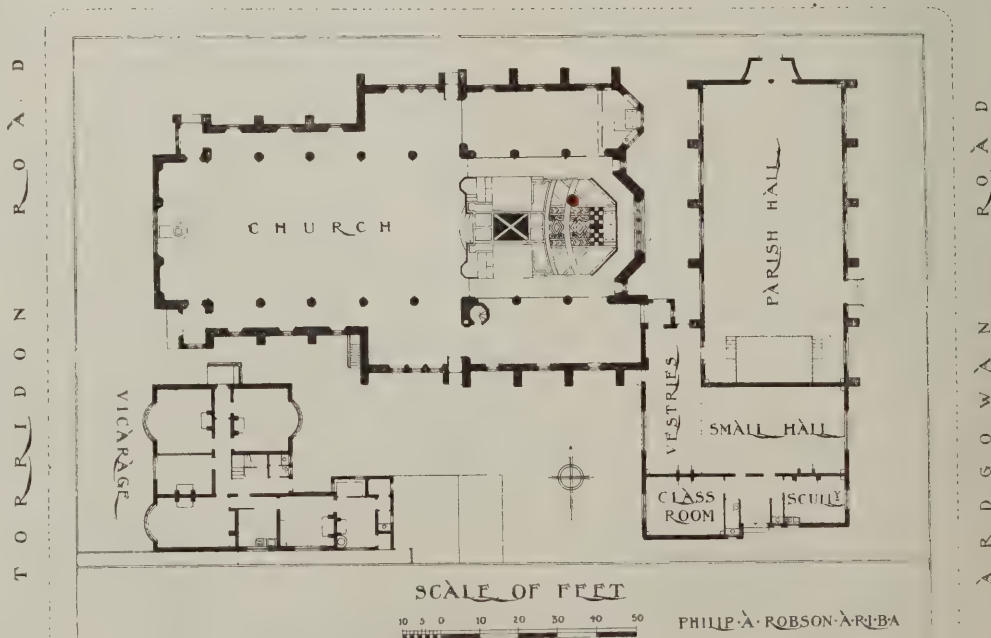 TORRIDON ROAD
CHURCH
PARISH HALL
ARDGOWAN ROAD
VICARAGE
VESTRIES
SMALL HALL
CLASS
ROOM
SCULLY
SCALE OF FEET
10 5 0 10 20 30 40 50
PHILIP·A·ROBSON·A·R·I·B·A